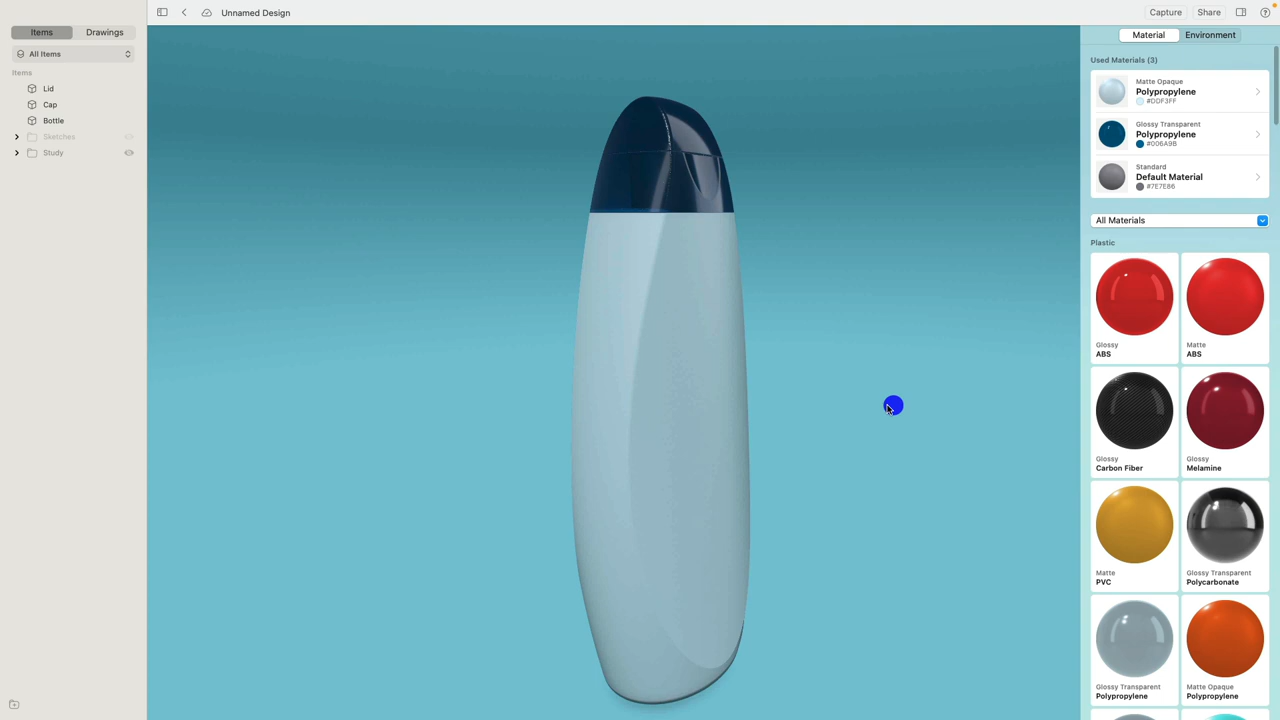 Unnamed Design
Capture
Share
Items
Drawings
All Items
Items
Lid
Cap
Bottle
Sketches
Study
Material
Environment
Used Materials (3)
Matte Opaque
Polypropylene
#DDF3FF
Glossy Transparent
Polypropylene
#006A9B
Standard
Default Material
#7E7E86
All Materials
Plastic
Glossy
ABS
Matte
ABS
Glossy
Carbon Fiber
Glossy
Melamine
Matte
PVC
Glossy Transparent
Polycarbonate
Glossy Transparent
Polypropylene
Matte Opaque
Polypropylene